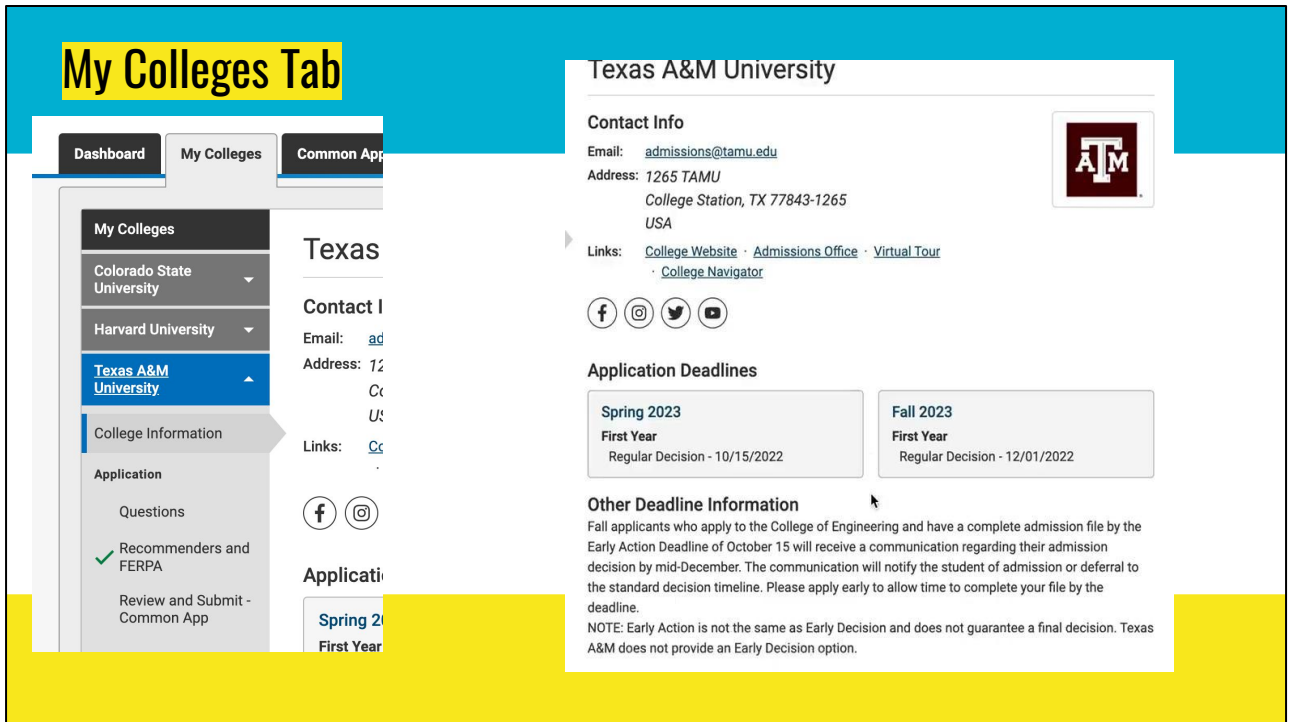 My Colleges Tab
Dashboard
My Colleges
Common App
My Colleges
Colorado State
University
Harvard University
Texas A&M
University
College Information
Application
Questions
Recommenders and
FERPA
Review and Submit -
Common App
Texas
Contact I
Email: ad
Address: 12
Co
US
Links: Co
·
Applicati
Spring 20
First Year
Texas A&M University
Contact Info
Email: admissions@tamu.edu
Address: 1265 TAMU
College Station, TX 77843-1265
USA
Links: College Website · Admissions Office · Virtual Tour
· College Navigator
A T M
Application Deadlines
Spring 2023
First Year
Regular Decision - 10/15/2022
Fall 2023
First Year
Regular Decision - 12/01/2022
Other Deadline Information
Fall applicants who apply to the College of Engineering and have a complete admission file by the
Early Action Deadline of October 15 will receive a communication regarding their admission
decision by mid-December. The communication will notify the student of admission or deferral to
the standard decision timeline. Please apply early to allow time to complete your file by the
deadline.
NOTE: Early Action is not the same as Early Decision and does not guarantee a final decision. Texas
A&M does not provide an Early Decision option.